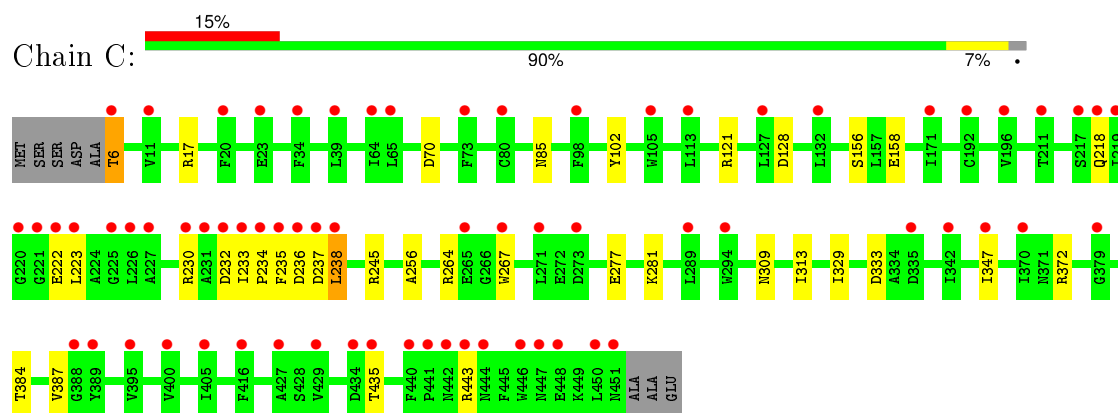 15%
Chain C:
90% 7% •
MET SER SER ASP ALA T6 V11 R17 F20 E23 F34 L39 I64 L65 D70 F73 C80 N85 F98 Y102 W105 L113 R121 L127 D128 L132 S156 L157 E158 I171 C192 V196 T211 S217 Q218
G220 G221 E222 L223 A224 G225 L226 A227 R230 A231 D232 I233 P234 F235 D236 D237 L238 R245 A256 R264 E265 G266 W267 L271 E272 D273 E277 K281 L289 W294 N309 I313 I329 D333 A334 D335 I342 I347 I370 N371 R372 G379
T384 V387 G388 Y389 V395 V400 I405 F416 A427 S428 V429 D434 T435 F440 P441 N442 R443 N444 F445 W446 N447 E448 K449 L450 N451 ALA ALA GLU